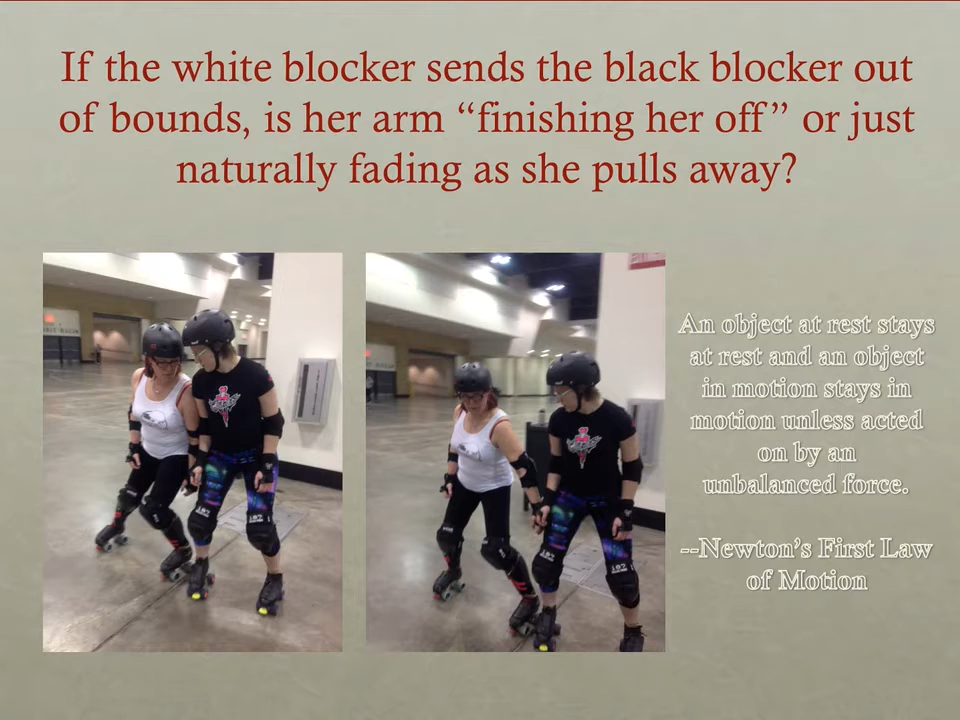 If the white blocker sends the black blocker out
of bounds, is her arm “finishing her off” or just
naturally fading as she pulls away?
An object at rest stays
at rest and an object
in motion stays in
motion unless acted
on by an
unbalanced force.
--Newton’s First Law
of Motion